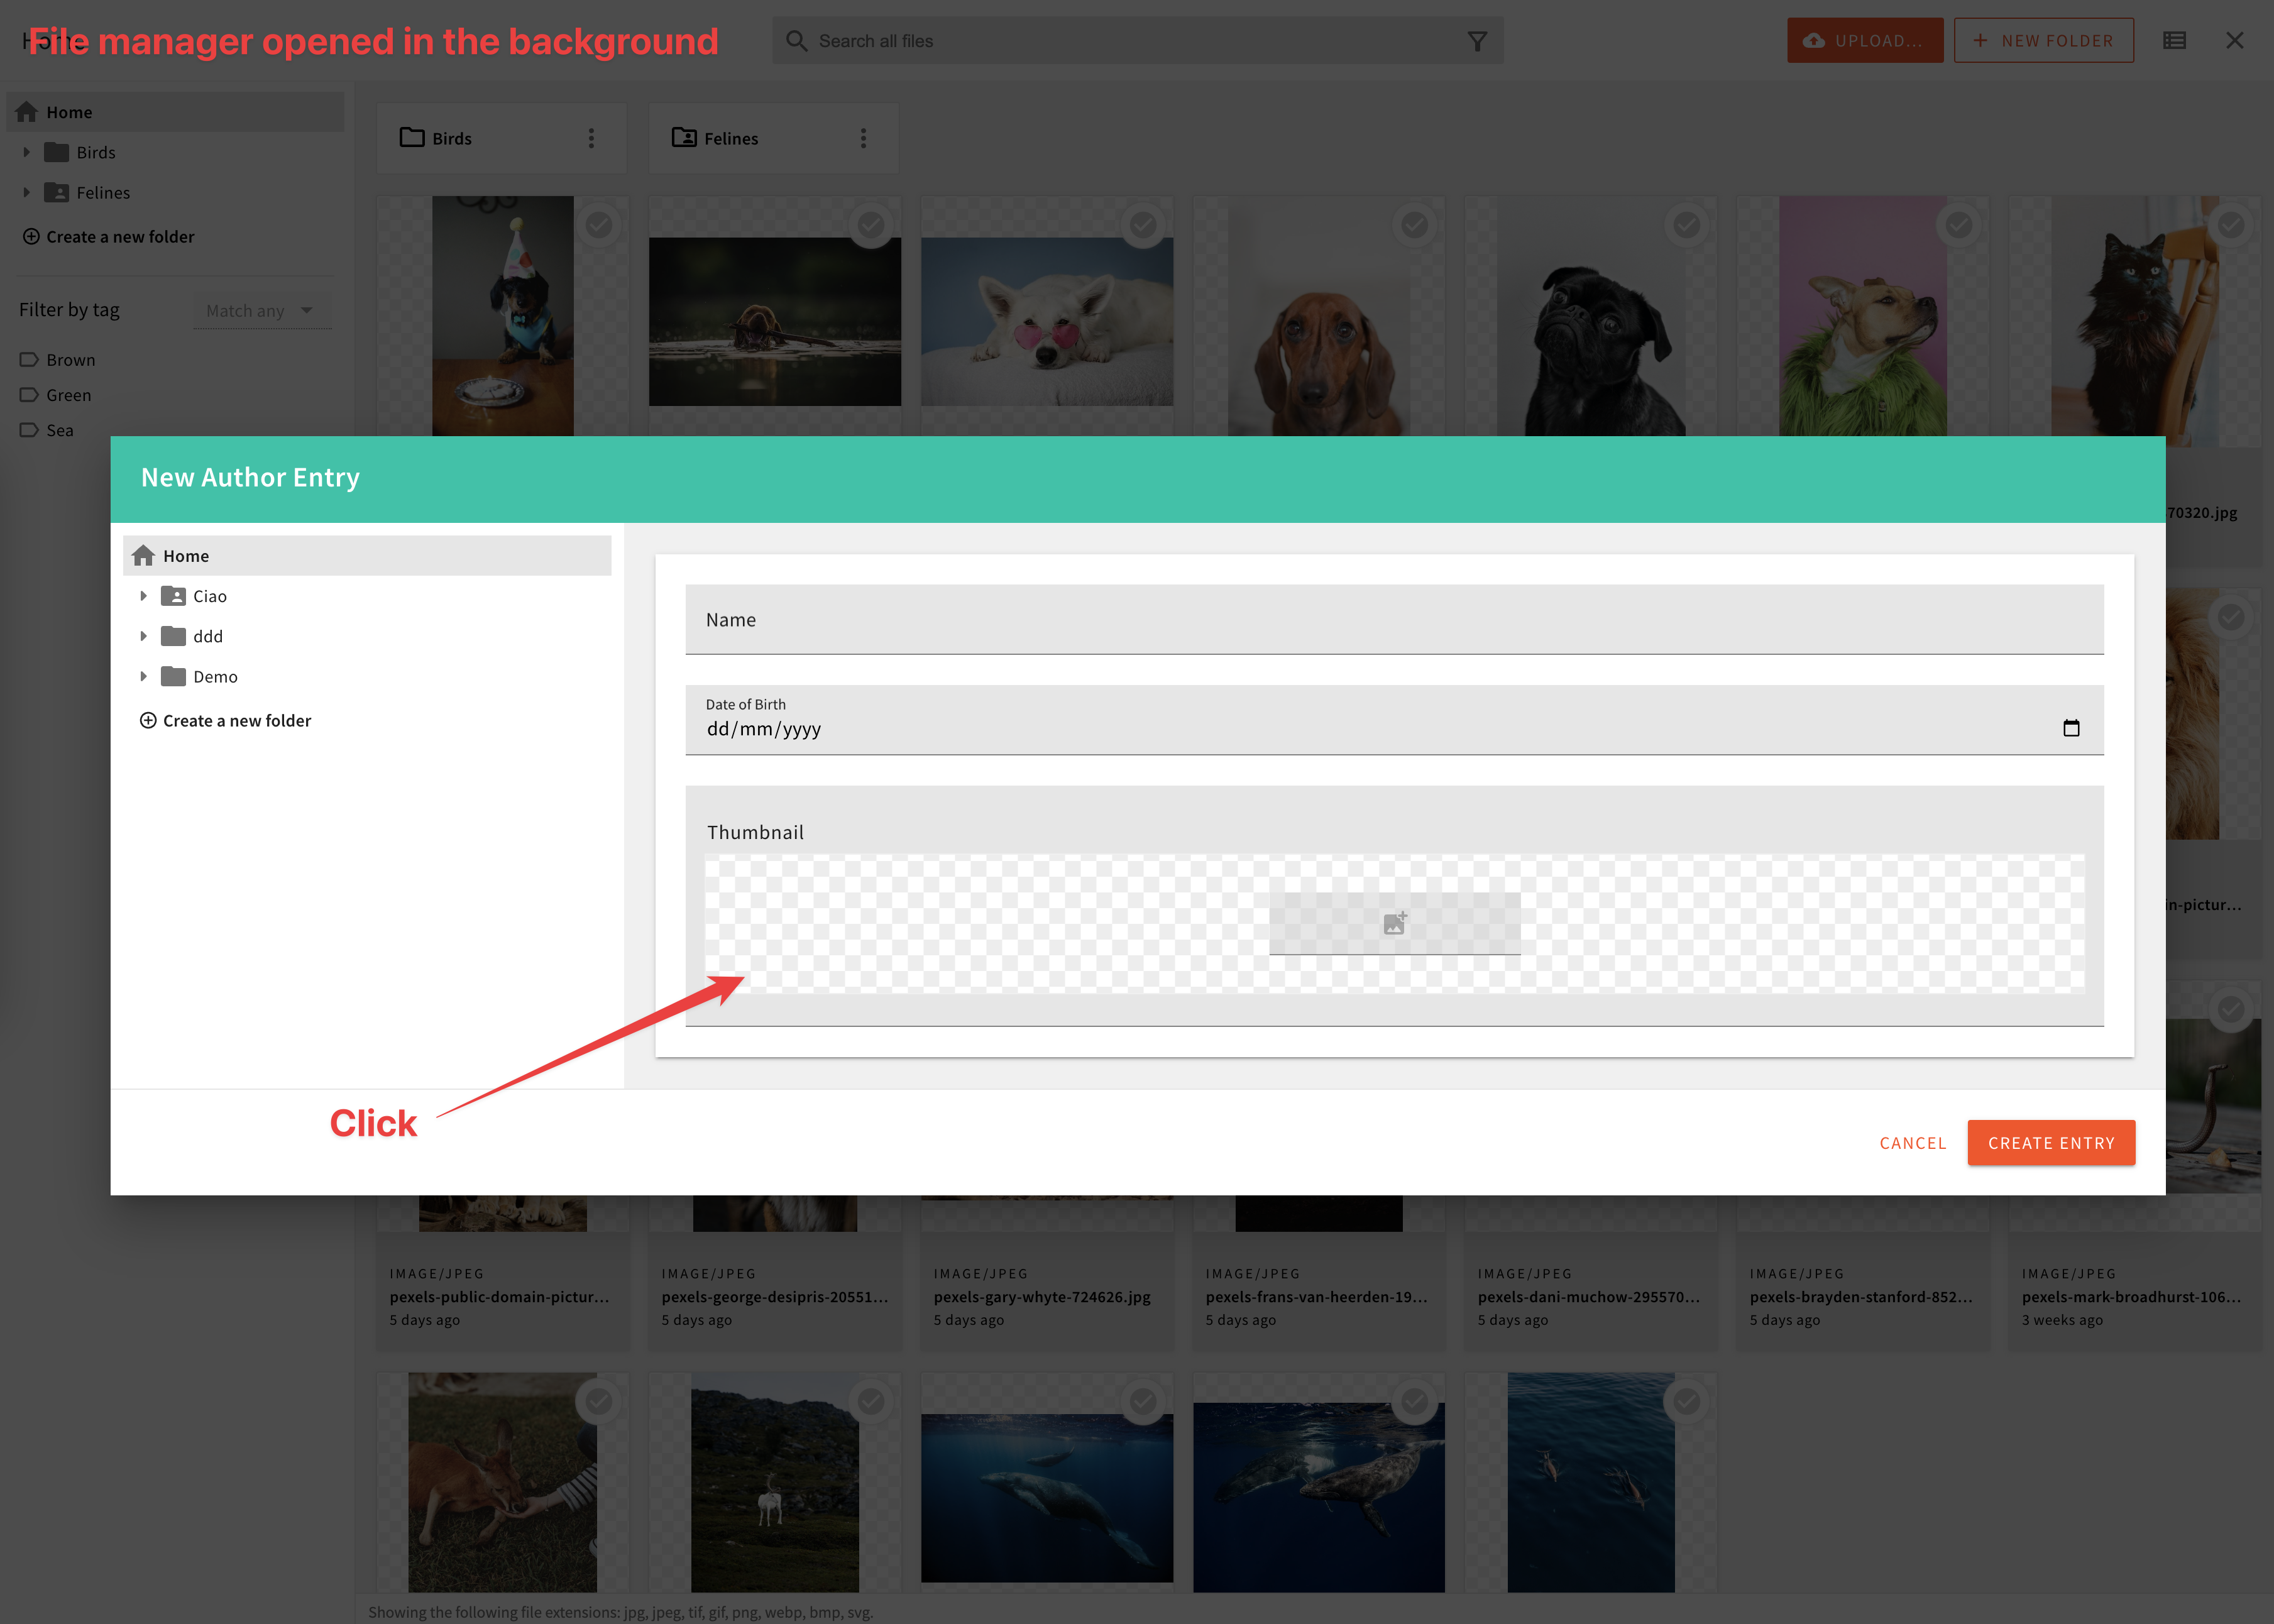 Home
File manager opened in the background
Search all files
UPLOAD...
NEW FOLDER
Home
Birds
Felines
Create a new folder
Filter by tag
Match any
Brown
Green
Sea
Birds
Felines
70320.jpg
New Author Entry
Home
Ciao
ddd
Demo
Create a new folder
Name
Date of Birth
dd/mm/yyyy
Thumbnail
in-pictur...
Click
CANCEL
CREATE ENTRY
IMAGE/JPEG
pexels-public-domain-pictur...
5 days ago
IMAGE/JPEG
pexels-george-desipris-20551...
5 days ago
IMAGE/JPEG
pexels-gary-whyte-724626.jpg
5 days ago
IMAGE/JPEG
pexels-frans-van-heerden-19...
5 days ago
IMAGE/JPEG
pexels-dani-muchow-295570...
5 days ago
IMAGE/JPEG
pexels-brayden-stanford-852...
5 days ago
IMAGE/JPEG
pexels-mark-broadhurst-106...
3 weeks ago
Showing the following file extensions: jpg, jpeg, tif, gif, png, webp, bmp, svg.